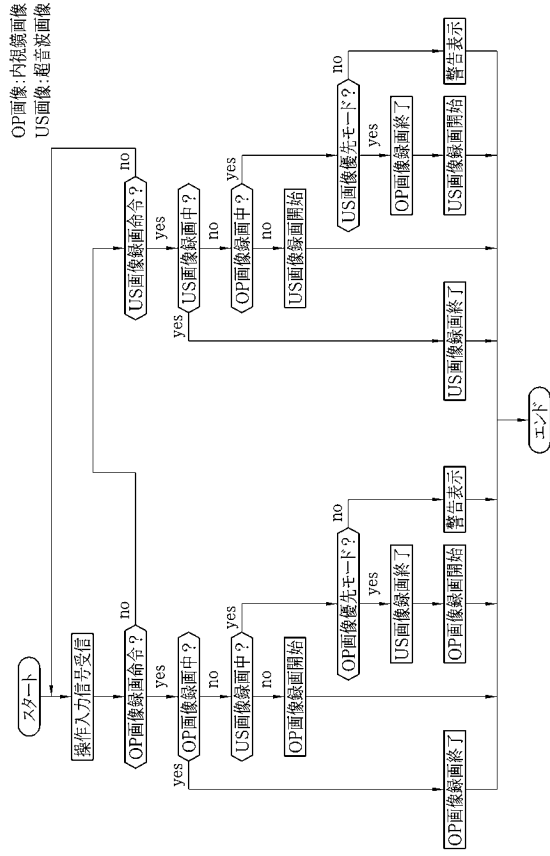 OP画像:内視鏡画像
US画像:超音波画像
スタート
操作入力信号受信
OP画像録画命令?
no
yes
OP画像録画中?
yes
no
US画像録画中?
yes
no
OP画像録画開始
OP画像優先モード?
no
yes
US画像録画終了
OP画像録画終了
OP画像録画開始
警告表示
US画像録画命令?
no
yes
US画像録画中?
yes
no
OP画像録画中?
yes
no
US画像録画開始
US画像優先モード?
no
yes
OP画像録画終了
US画像録画終了
US画像録画開始
警告表示
エンド